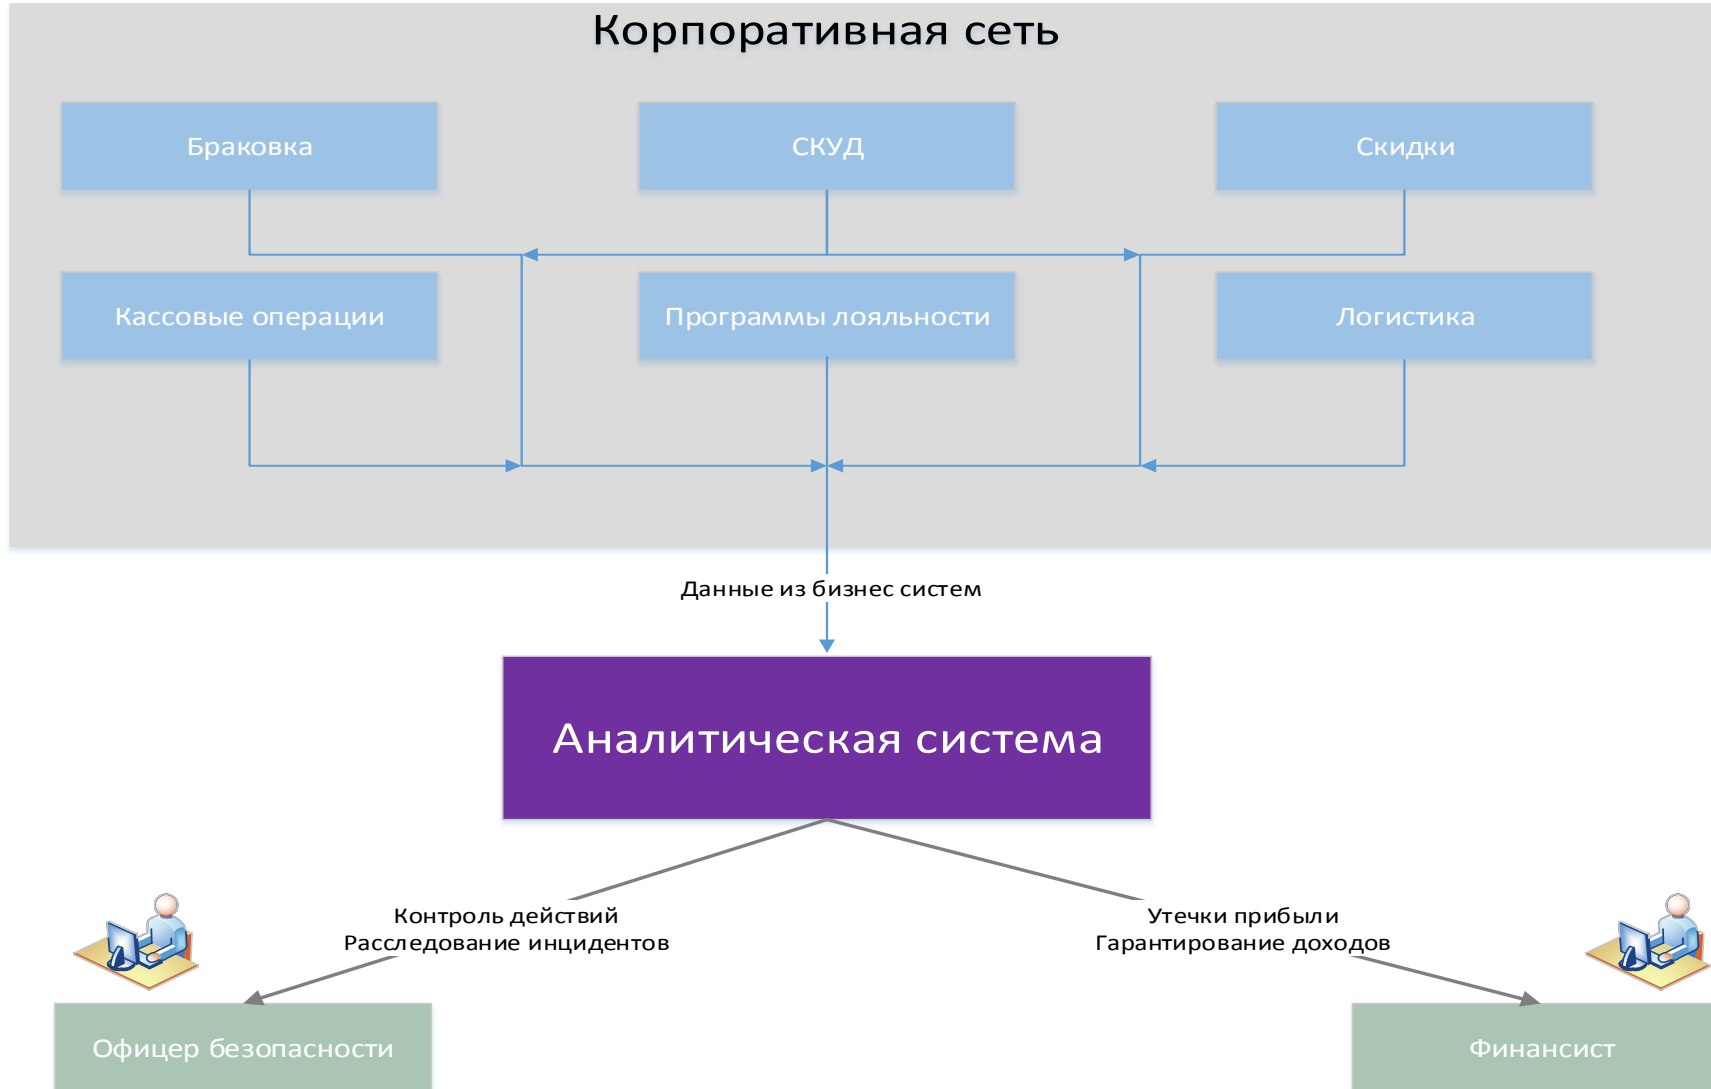 Корпоративная сеть
Браковка
СКУД
Скидки
Кассовые операции
Программы лояльности
Логистика
Данные из бизнес систем
Аналитическая система
Контроль действий
Расследование инцидентов
Утечки прибыли
Гарантирование доходов
Офицер безопасности
Финансист